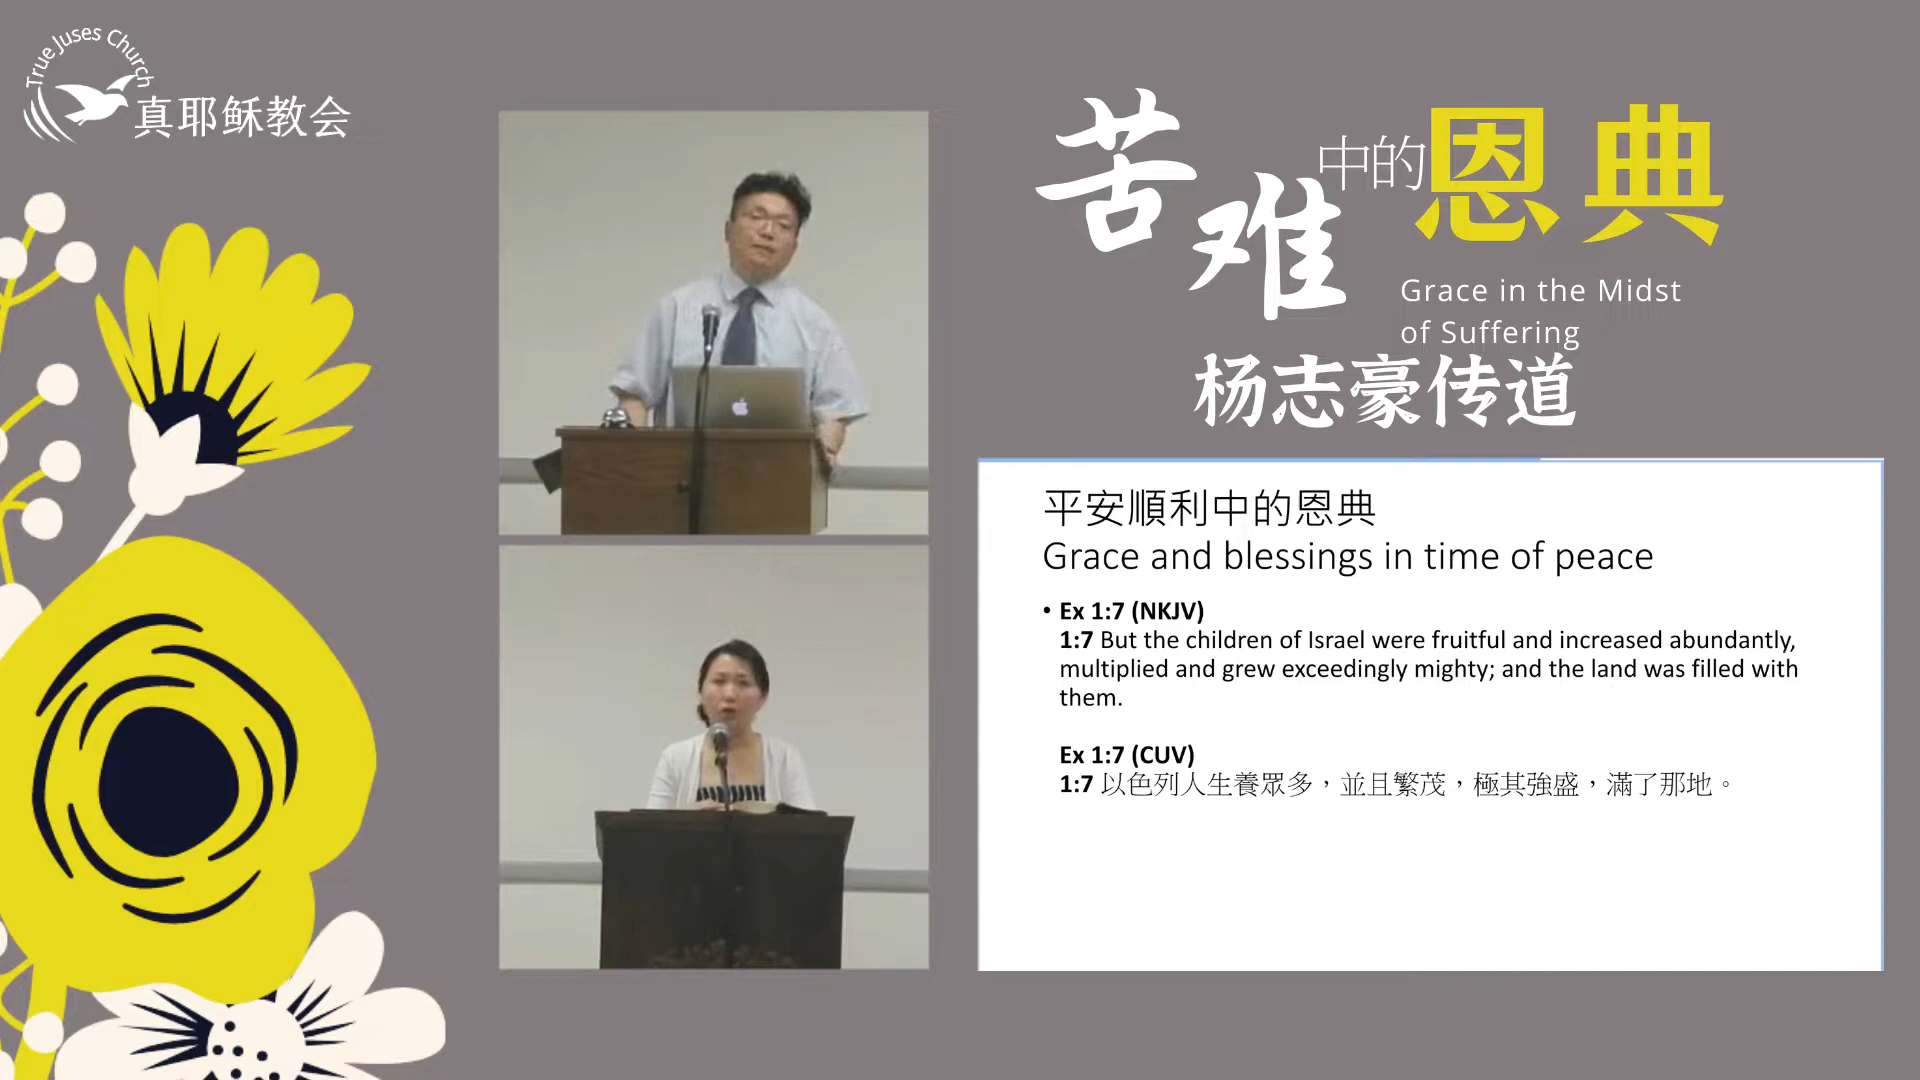 True Juses Church
真耶稣教会
苦难中的恩典
Grace in the Midst
of Suffering
杨志豪传道
平安順利中的恩典
Grace and blessings in time of peace
• Ex 1:7 (NKJV)
1:7 But the children of Israel were fruitful and increased abundantly,
multiplied and grew exceedingly mighty; and the land was filled with
them.
Ex 1:7 (CUV)
1:7 以色列人生養眾多，並且繁茂，極其強盛，滿了那地。